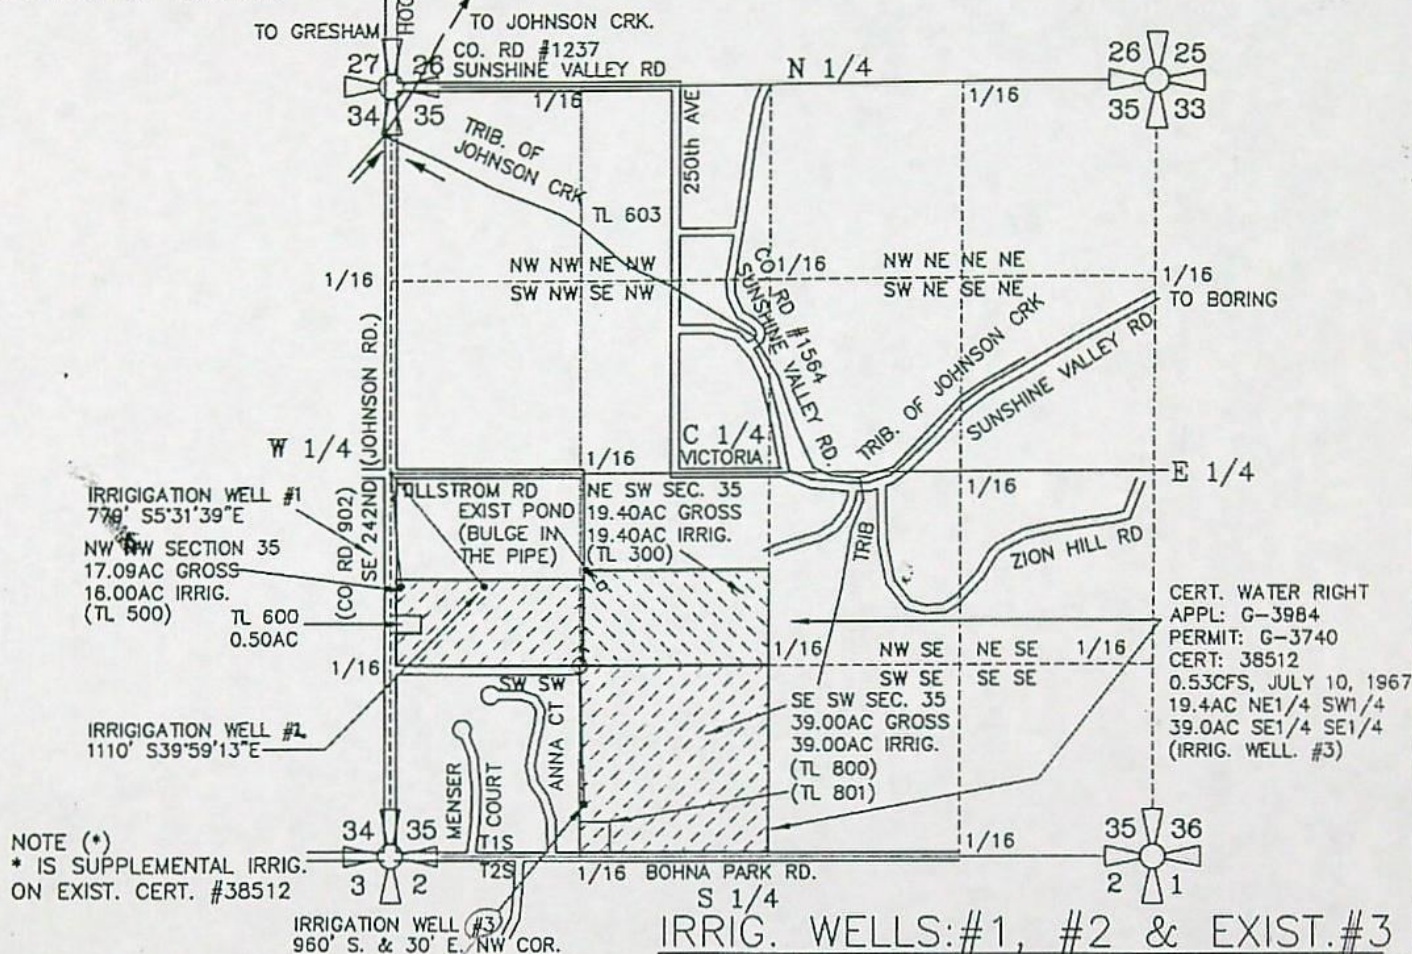 TO GRESHAM
TO JOHNSON CRK.
CO. RD #1237
SUNSHINE VALLEY RD
N 1/4
27 26
34 35
26 25
35 33
1/16
1/16
250th AVE
TRIB. OF
JOHNSON CRK
TL 603
1/16
NW NW NE NW
SW NW SE NW
1/16
NW NE NE NE
SW NE SE NE
1/16
TO BORING
CO RD #1564
SUNSHINE VALLEY RD.
TRIB. OF JOHNSON CRK
SUNSHINE VALLEY RD
(CO RD 902)
SE 242ND (JOHNSON RD.)
W 1/4
1/16
C 1/4
VICTORIA
1/16
E 1/4
IRRIGIGATION WELL #1
770' S5'31'39"E
NW NW SECTION 35
17.09AC GROSS
16.00AC IRRIG.
(TL 500)
TL 600
0.50AC
TILLSTROM RD
EXIST POND
(BULGE IN
THE PIPE)
NE SW SEC. 35
19.40AC GROSS
19.40AC IRRIG.
(TL 300)
TRIB
ZION HILL RD
CERT. WATER RIGHT
APPL: G-3984
PERMIT: G-3740
CERT: 38512
0.53CFS, JULY 10, 1967
19.4AC NE1/4 SW1/4
39.0AC SE1/4 SE1/4
(IRRIG. WELL. #3)
1/16
1/16
NW SE NE SE
SW SE SE SE
1/16
SW SW
IRRIGIGATION WELL #2
1110' S39'59'13"E
MENSER
COURT
ANNA CT
SE SW SEC. 35
39.00AC GROSS
39.00AC IRRIG.
(TL 800)
(TL 801)
NOTE (*)
* IS SUPPLEMENTAL IRRIG.
ON EXIST. CERT. #38512
34 35
3 2
T1S
T2S
1/16
BOHNA PARK RD.
1/16
S 1/4
35 36
2 1
IRRIGATION WELL #3
960' S. & 30' E. NW COR.
IRRIG. WELLS:#1, #2 & EXIST.#3